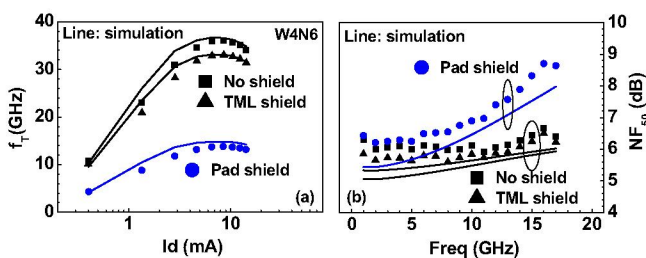 Line: simulation W4N6
No shield
TML shield
Pad shield
(a)
40
30
20
10
0
1 10
Id (mA)
f_T(GHz)
Line: simulation
Pad shield
No shield
TML shield
(b)
9
8
7
6
5
4
0 5 10 15 20
Freq (GHz)
NF_50 (dB)